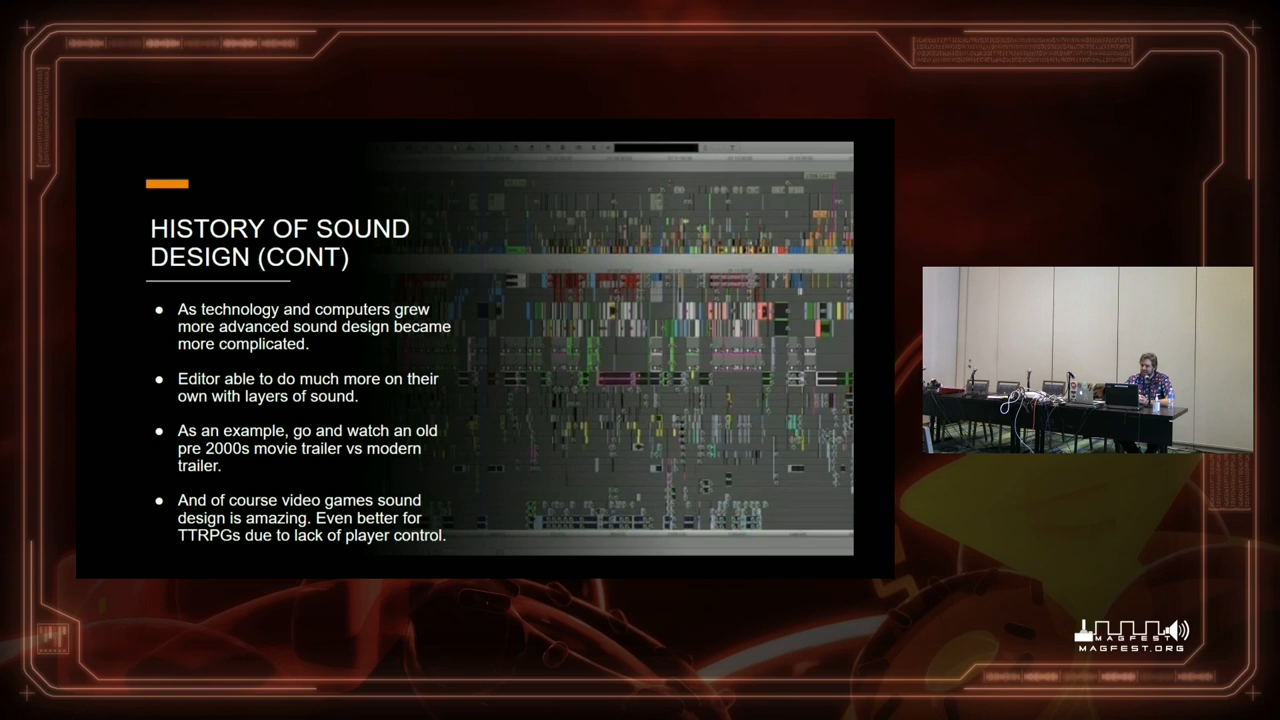 HISTORY OF SOUND
DESIGN (CONT)
● As technology and computers grew
more advanced sound design became
more complicated.
● Editor able to do much more on their
own with layers of sound.
● As an example, go and watch an old
pre 2000s movie trailer vs modern
trailer.
● And of course video games sound
design is amazing. Even better for
TTRPGs due to lack of player control.
MAGFEST
MAGFEST.ORG